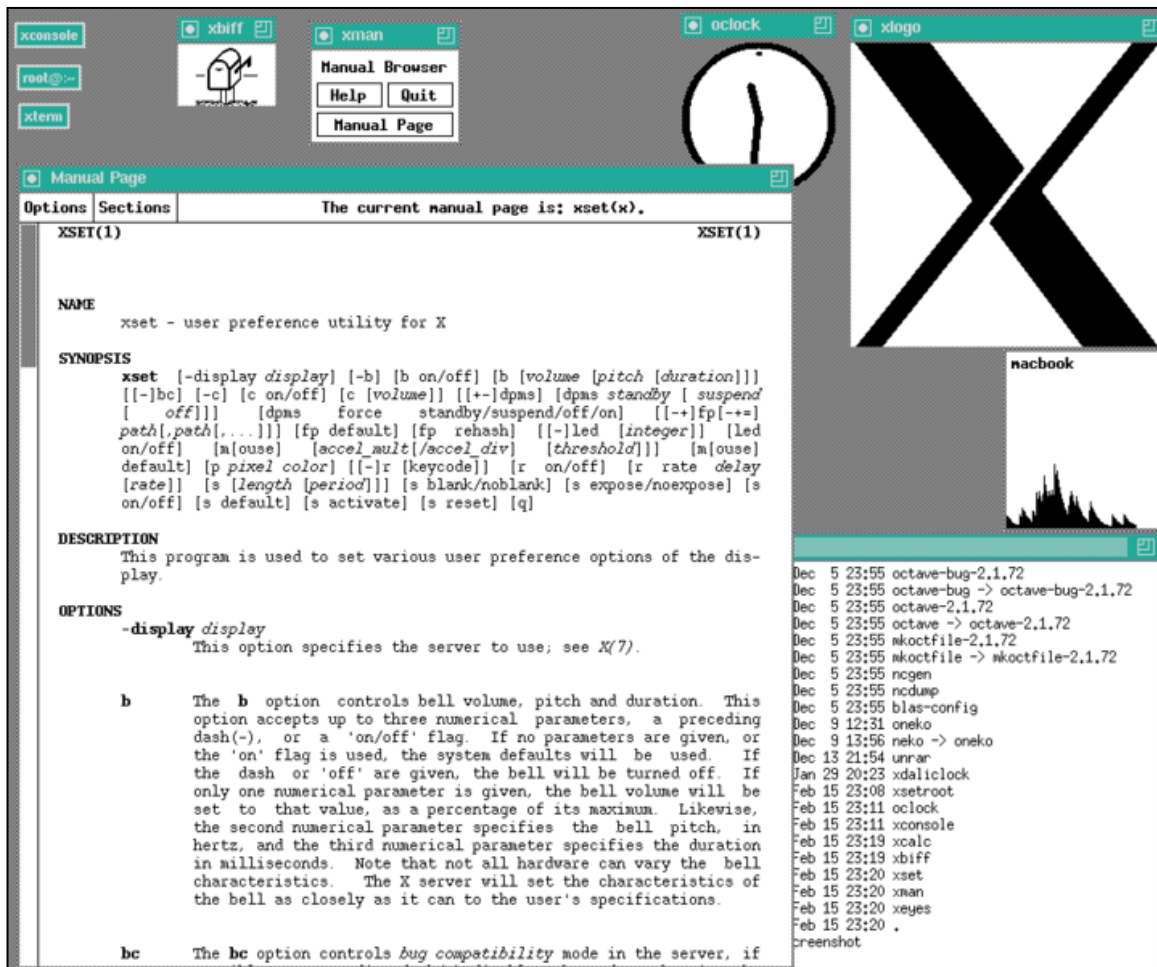 xconsole
root@:~
xterm
xbiff
xman
Manual Browser
Help Quit
Manual Page
oclock
xlogo
macbook
Manual Page
Options Sections The current manual page is: xset(x).
XSET(1) XSET(1)
NAME
xset - user preference utility for X
SYNOPSIS
xset [-display display] [-b] [b on/off] [b [volume [pitch [duration]]]
[[-]bc] [-c] [c on/off] [c [volume]] [[+-]dpms] [dpms standby [ suspend
[ off]]] [dpms force standby/suspend/off/on] [[-+]fp[-+=]
path[,path[,...]]] [fp default] [fp rehash] [[-]led [integer]] [led
on/off] [m[ouse] [accel_mult[/accel_div] [threshold]]] [m[ouse]
default] [p pixel color] [[-]r [keycode]] [r on/off] [r rate delay
[rate]] [s [length [period]]] [s blank/noblank] [s expose/noexpose] [s
on/off] [s default] [s activate] [s reset] [q]
DESCRIPTION
This program is used to set various user preference options of the dis-
play.
OPTIONS
-display display
This option specifies the server to use; see X(7).
b The b option controls bell volume, pitch and duration. This
option accepts up to three numerical parameters, a preceding
dash(-), or a 'on/off' flag. If no parameters are given, or
the 'on' flag is used, the system defaults will be used. If
the dash or 'off' are given, the bell will be turned off. If
only one numerical parameter is given, the bell volume will be
set to that value, as a percentage of its maximum. Likewise,
the second numerical parameter specifies the bell pitch, in
hertz, and the third numerical parameter specifies the duration
in milliseconds. Note that not all hardware can vary the bell
characteristics. The X server will set the characteristics of
the bell as closely as it can to the user's specifications.
bc The bc option controls bug compatibility mode in the server, if
Dec 5 23:55 octave-bug-2.1.72
Dec 5 23:55 octave-bug -> octave-bug-2.1.72
Dec 5 23:55 octave-2.1.72
Dec 5 23:55 octave -> octave-2.1.72
Dec 5 23:55 mkoctfile-2.1.72
Dec 5 23:55 mkoctfile -> mkoctfile-2.1.72
Dec 5 23:55 ncgen
Dec 5 23:55 ncdump
Dec 5 23:55 blas-config
Dec 9 12:31 oneko
Dec 9 13:56 neko -> oneko
Dec 13 21:54 unrar
Jan 29 20:23 xdaliclock
Feb 15 23:08 xsetroot
Feb 15 23:11 oclock
Feb 15 23:11 xconsole
Feb 15 23:19 xcalc
Feb 15 23:19 xbiff
Feb 15 23:20 xset
Feb 15 23:20 xman
Feb 15 23:20 xeyes
Feb 15 23:20 .
creenshot